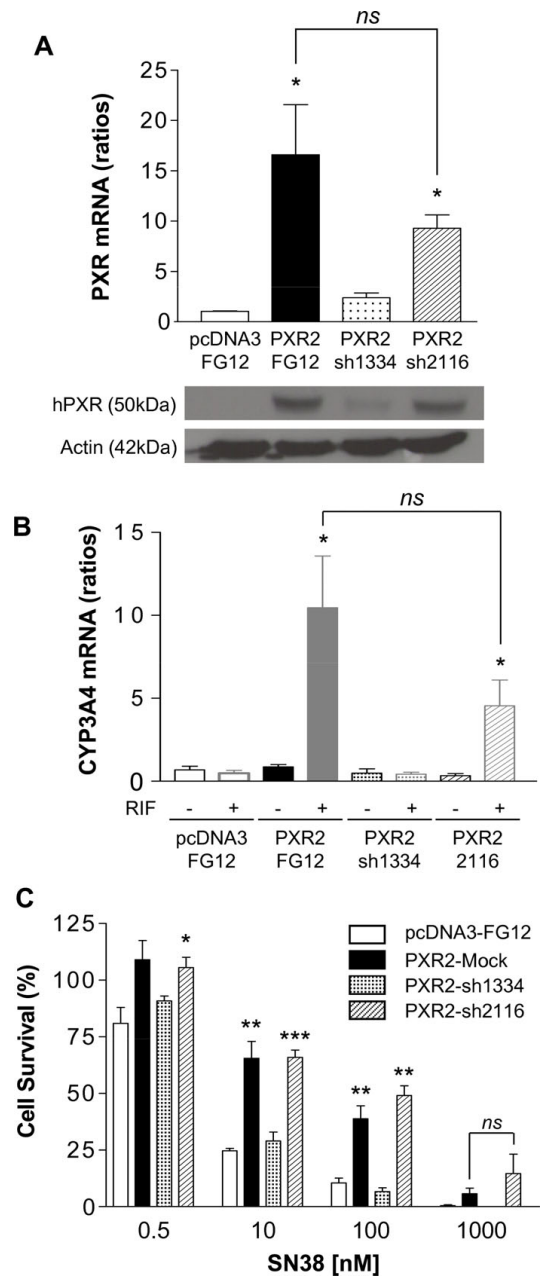 A
ns
PXR mRNA (ratios)
25
20
15
10
5
0
*
*
pcDNA3 PXR2 PXR2 PXR2
FG12 FG12 sh1334 sh2116
hPXR (50kDa)
Actin (42kDa)
B
ns
CYP3A4 mRNA (ratios)
15
10
5
0
*
*
RIF - + - + - + - +
pcDNA3 PXR2 PXR2 PXR2
FG12 FG12 sh1334 2116
C
Cell Survival (%)
125
100
75
50
25
0
pcDNA3-FG12
PXR2-Mock
PXR2-sh1334
PXR2-sh2116
*
** ***
** **
ns
0.5 10 100 1000
SN38 [nM]